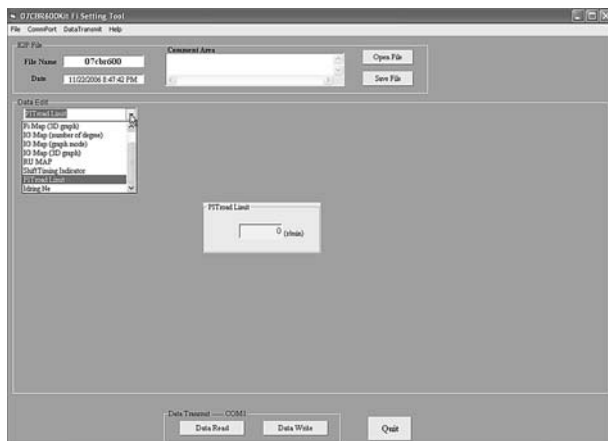 07CBR600Kit Fi Setting Tool
File CommPort DataTransmit Help
E2P File
File Name 07cbr600
Date 11/22/2006 8:47:42 PM
Comment Area
Open File
Save File
Data Edit
PITroad Limit
Fi Map (3D graph)
IG Map (number of degree)
IG Map (graph mode)
IG Map (3D graph)
RU MAP
ShiftTiming Indicator
PITroad Limit
Idring Ne
PITroad Limit
0 (r/min)
Data Transmit ----- COM1
Data Read
Data Write
Quit